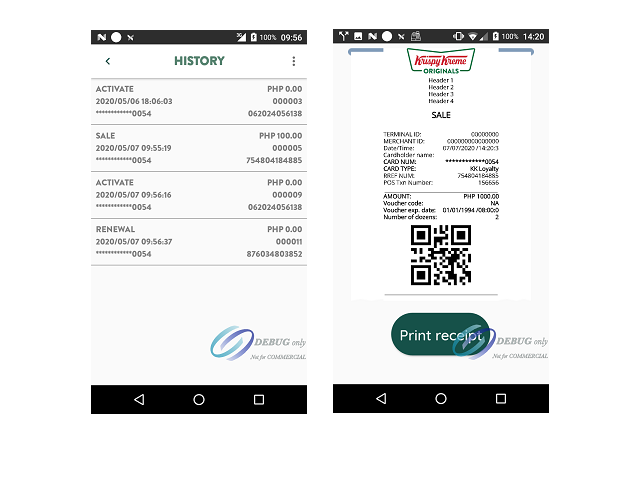 09:56
100%
HISTORY
ACTIVATE PHP 0.00
2020/05/06 18:06:03 000003
************0054 062024056138
SALE PHP 100.00
2020/05/07 09:55:19 000005
************0054 754804184885
ACTIVATE PHP 0.00
2020/05/07 09:56:16 000009
************0054 062024056138
RENEWAL PHP 0.00
2020/05/07 09:56:37 000011
************0054 876034803852
DEBUG only
Not for COMMERCIAL
100% 14:20
Krispy Kreme
ORIGINALS
Header 1
Header 2
Header 3
Header 4
SALE
TERMINAL ID: 00000000
MERCHANT ID: 000000000000000
Date/Time: 07/07/2020 /14:20:3
Cardholder name:
CARD NUM: ************0054
CARD TYPE: KK Loyalty
RREF NUM: 754804184885
POS Txn Number: 156656
AMOUNT: PHP 1000.00
Voucher code: NA
Voucher exp. date: 01/01/1994 /08:00:0
Number of dozens: 2
Print receipt
DEBUG only
Not for COMMERCIAL